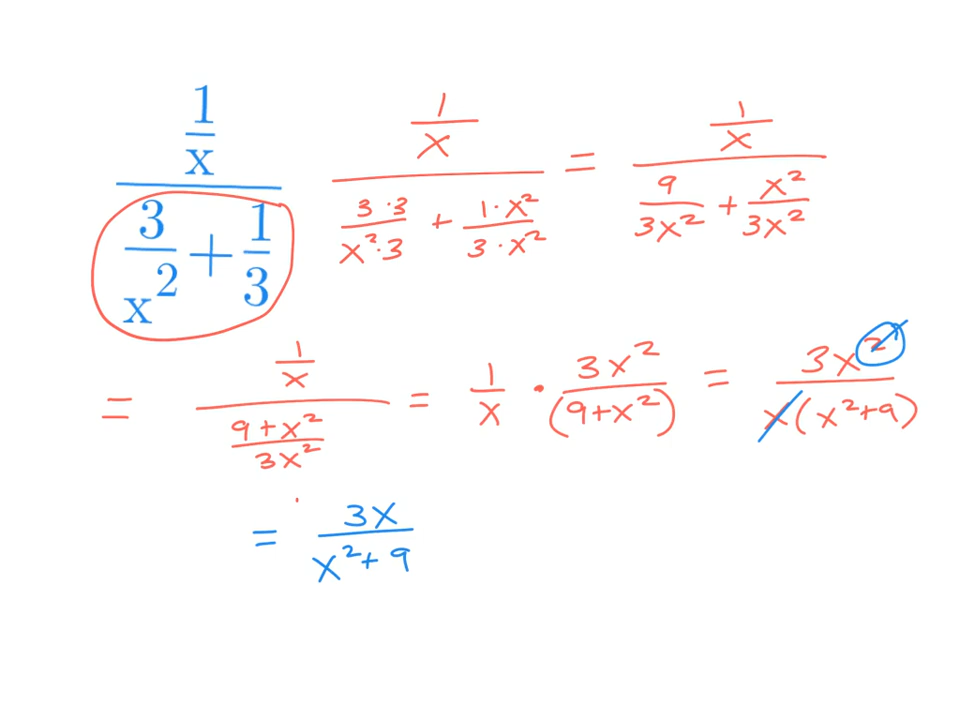 (1/x)/(3/x² + 1/3) (1/x)/((3·3)/(x²·3) + (1·x²)/(3·x²)) = (1/x)/(9/(3x²) + x²/(3x²))
= (1/x)/((9+x²)/(3x²)) = 1/x · 3x²/(9+x²) = 3x²/(x(x²+9))
= 3x/(x²+9)